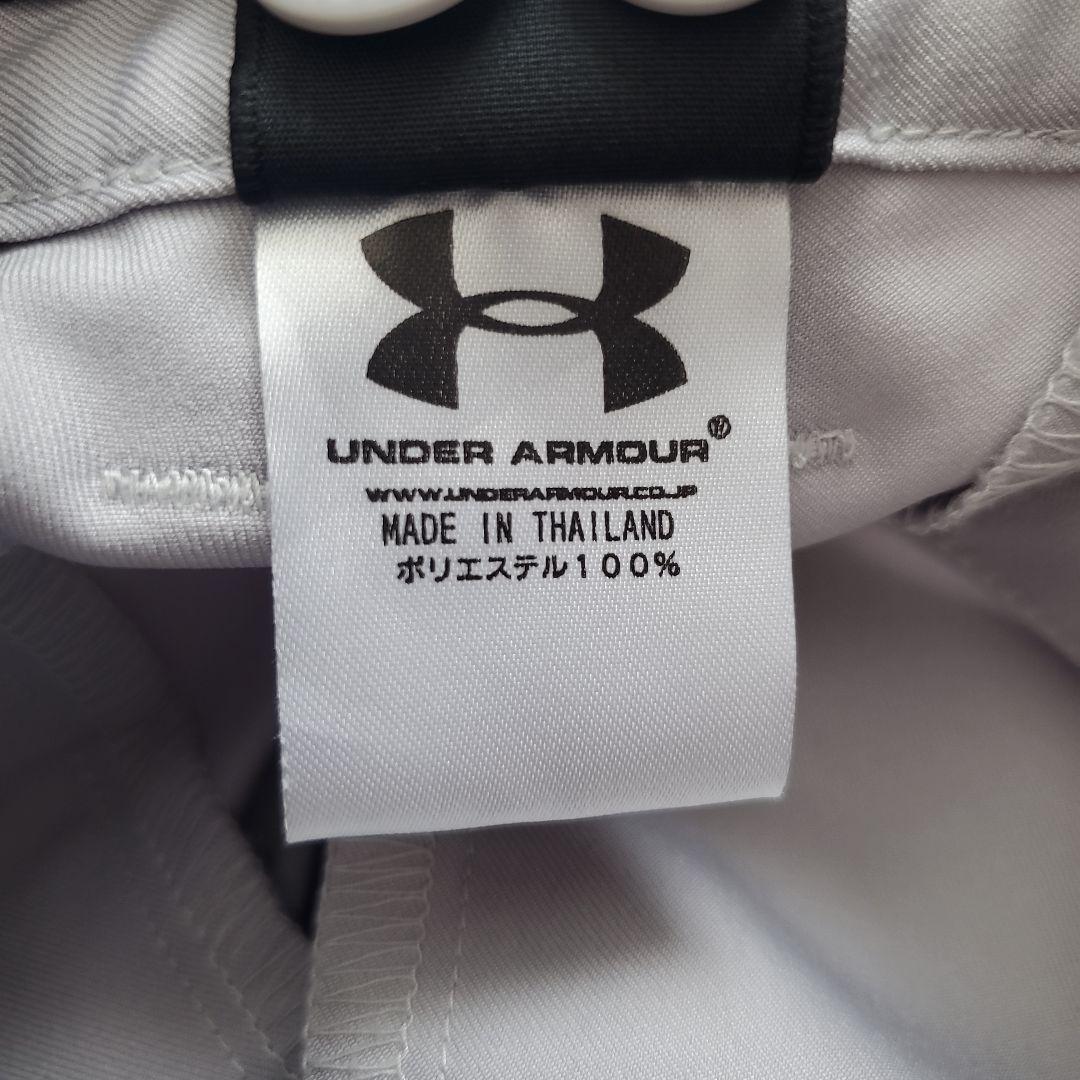 UNDER ARMOUR®
WWW.UNDERARMOUR.CO.JP
MADE IN THAILAND
ポリエステル100%